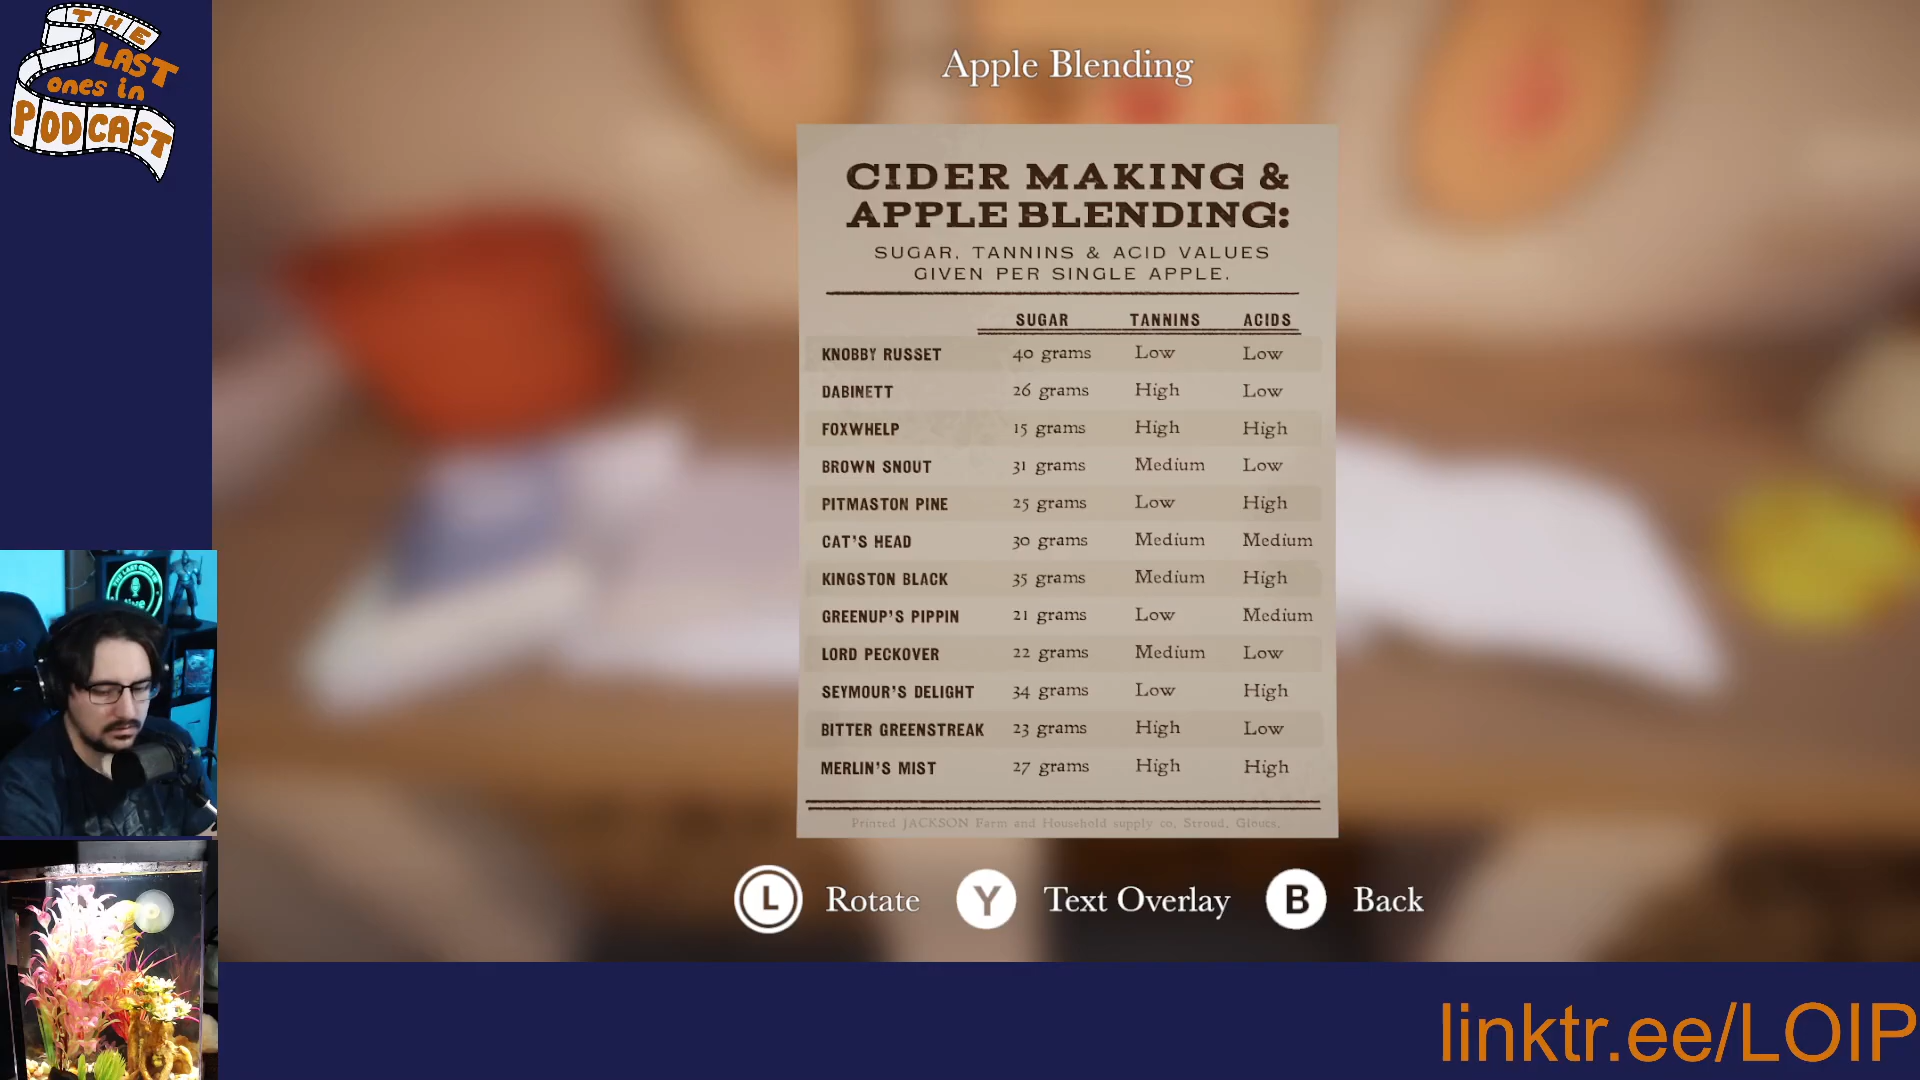 THE
LAST
ones in
PODCAST
Apple Blending
CIDER MAKING &
APPLE BLENDING:
SUGAR, TANNINS & ACID VALUES
GIVEN PER SINGLE APPLE.
SUGAR TANNINS ACIDS
KNOBBY RUSSET 40 grams Low Low
DABINETT 26 grams High Low
FOXWHELP 15 grams High High
BROWN SNOUT 31 grams Medium Low
PITMASTON PINE 25 grams Low High
CAT'S HEAD 30 grams Medium Medium
KINGSTON BLACK 35 grams Medium High
GREENUP'S PIPPIN 21 grams Low Medium
LORD PECKOVER 22 grams Medium Low
SEYMOUR'S DELIGHT 34 grams Low High
BITTER GREENSTREAK 23 grams High Low
MERLIN'S MIST 27 grams High High
Printed JACKSON Farm and Household supply co, Stroud, Glouts.
L Rotate Y Text Overlay B Back
linktr.ee/LOIP